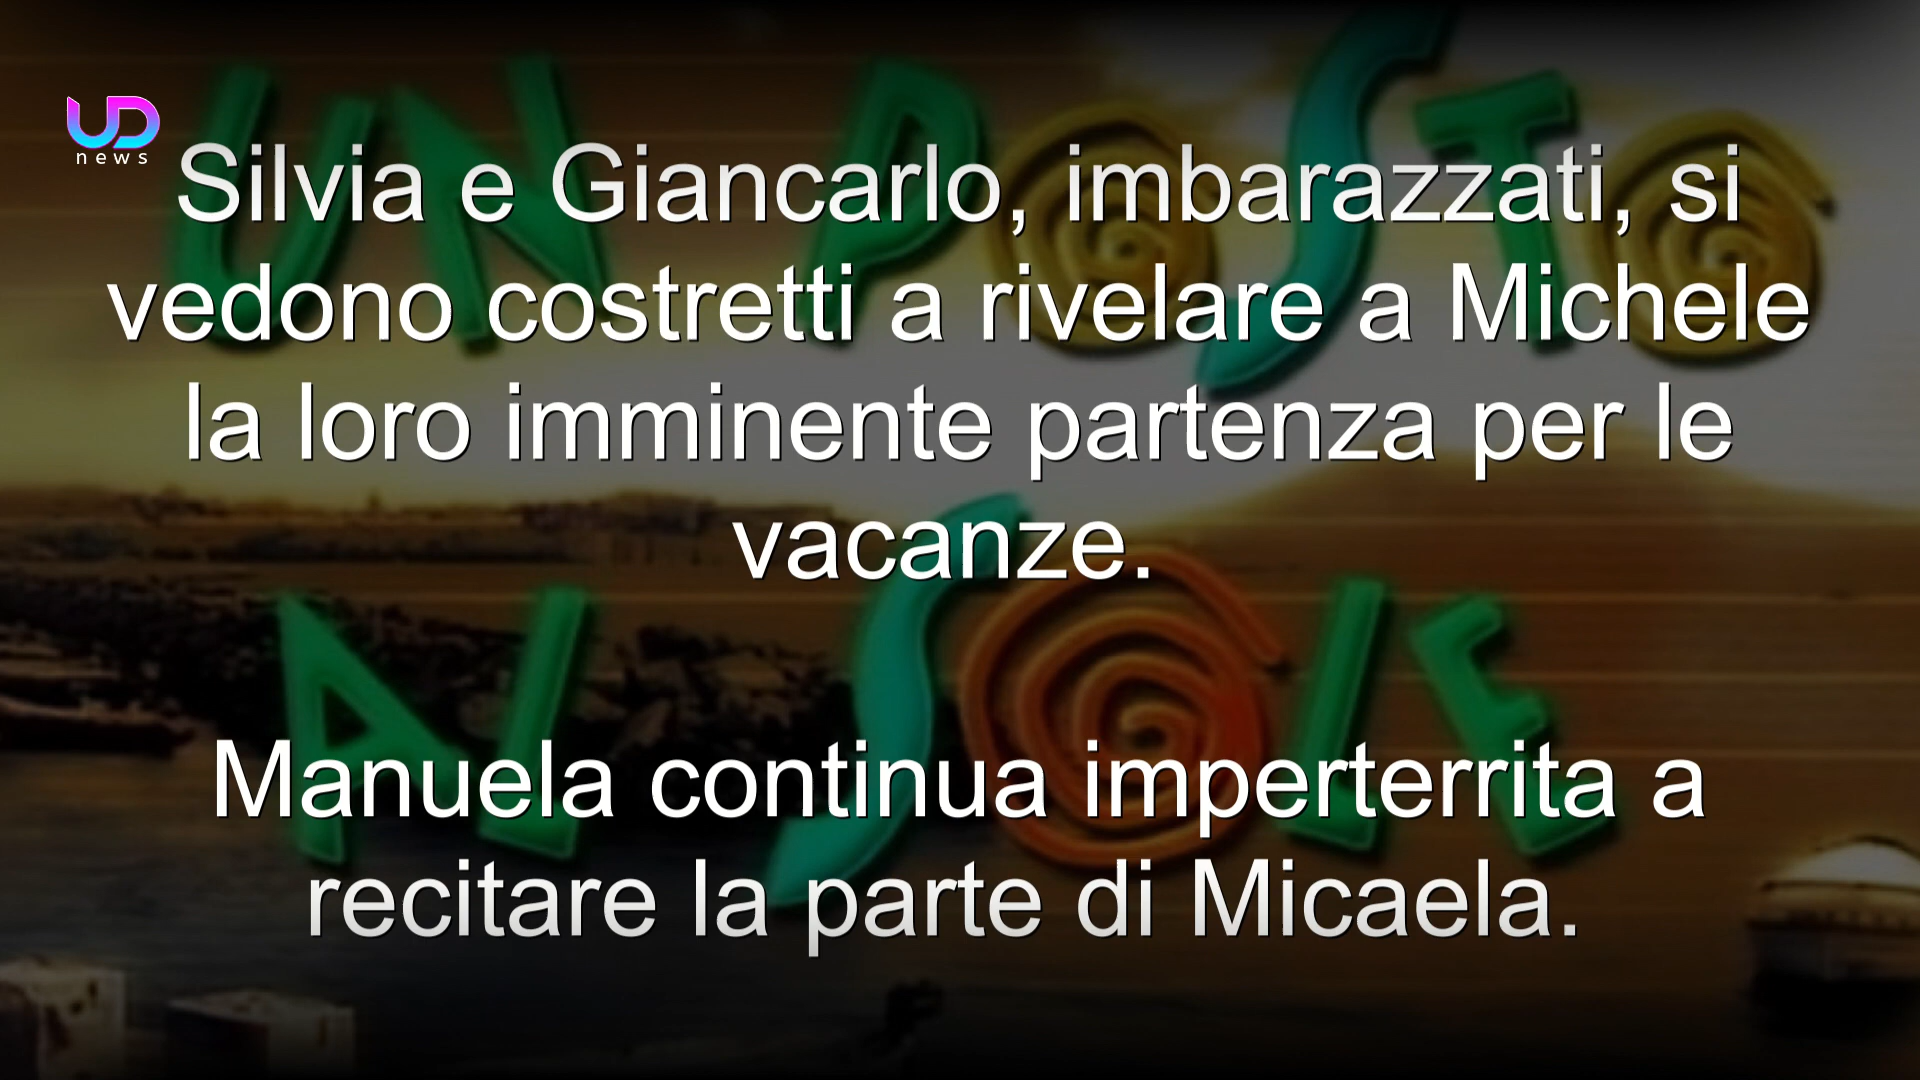 UN POSTO
UD
news
Silvia e Giancarlo, imbarazzati, si
vedono costretti a rivelare a Michele
la loro imminente partenza per le
vacanze.
AL SOLE
Manuela continua imperterrita a
recitare la parte di Micaela.